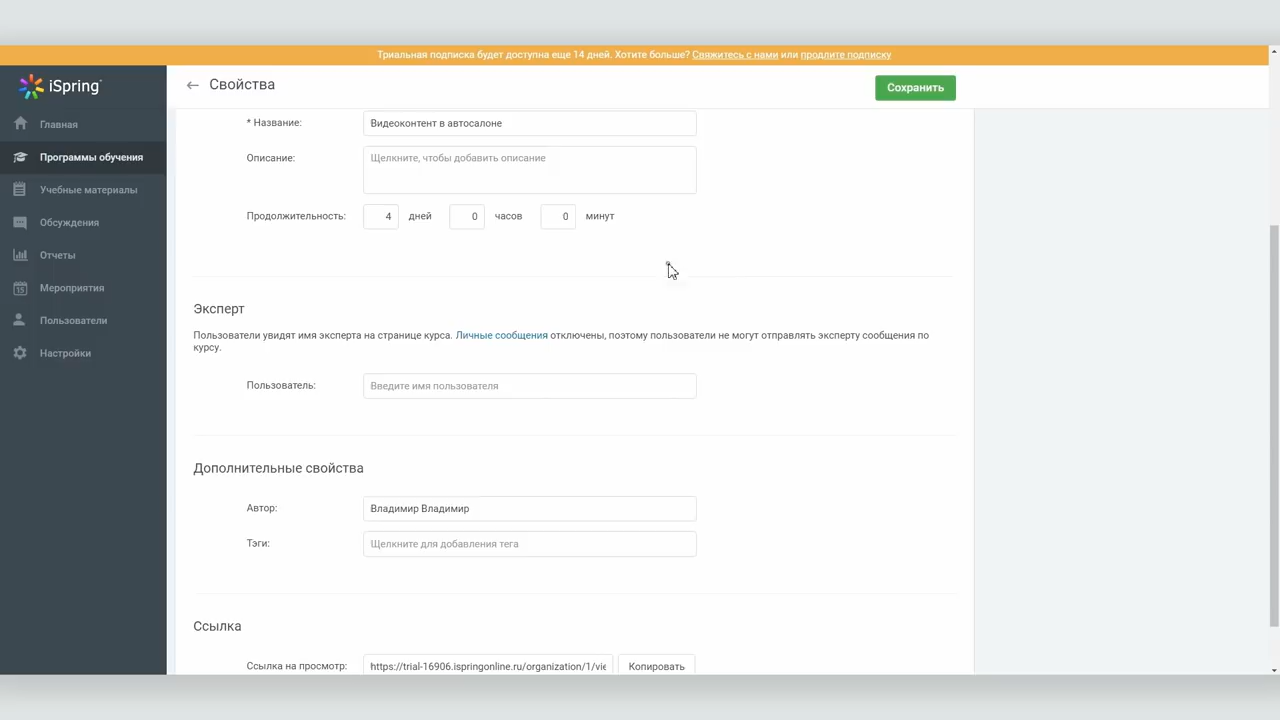 Триальная подписка будет доступна еще 14 дней. Хотите больше? Свяжитесь с нами или продлите подписку
iSpring
Свойства
Сохранить
Главная
Программы обучения
Учебные материалы
Обсуждения
Отчеты
15 Мероприятия
Пользователи
Настройки
* Название: Видеоконтент в автосалоне
Описание: Щелкните, чтобы добавить описание
Продолжительность: 4 дней 0 часов 0 минут
Эксперт
Пользователи увидят имя эксперта на странице курса. Личные сообщения отключены, поэтому пользователи не могут отправлять эксперту сообщения по
курсу.
Пользователь: Введите имя пользователя
Дополнительные свойства
Автор: Владимир Владимир
Тэги: Щелкните для добавления тега
Ссылка
Ссылка на просмотр: https://trial-16906.ispringonline.ru/organization/1/vie Копировать